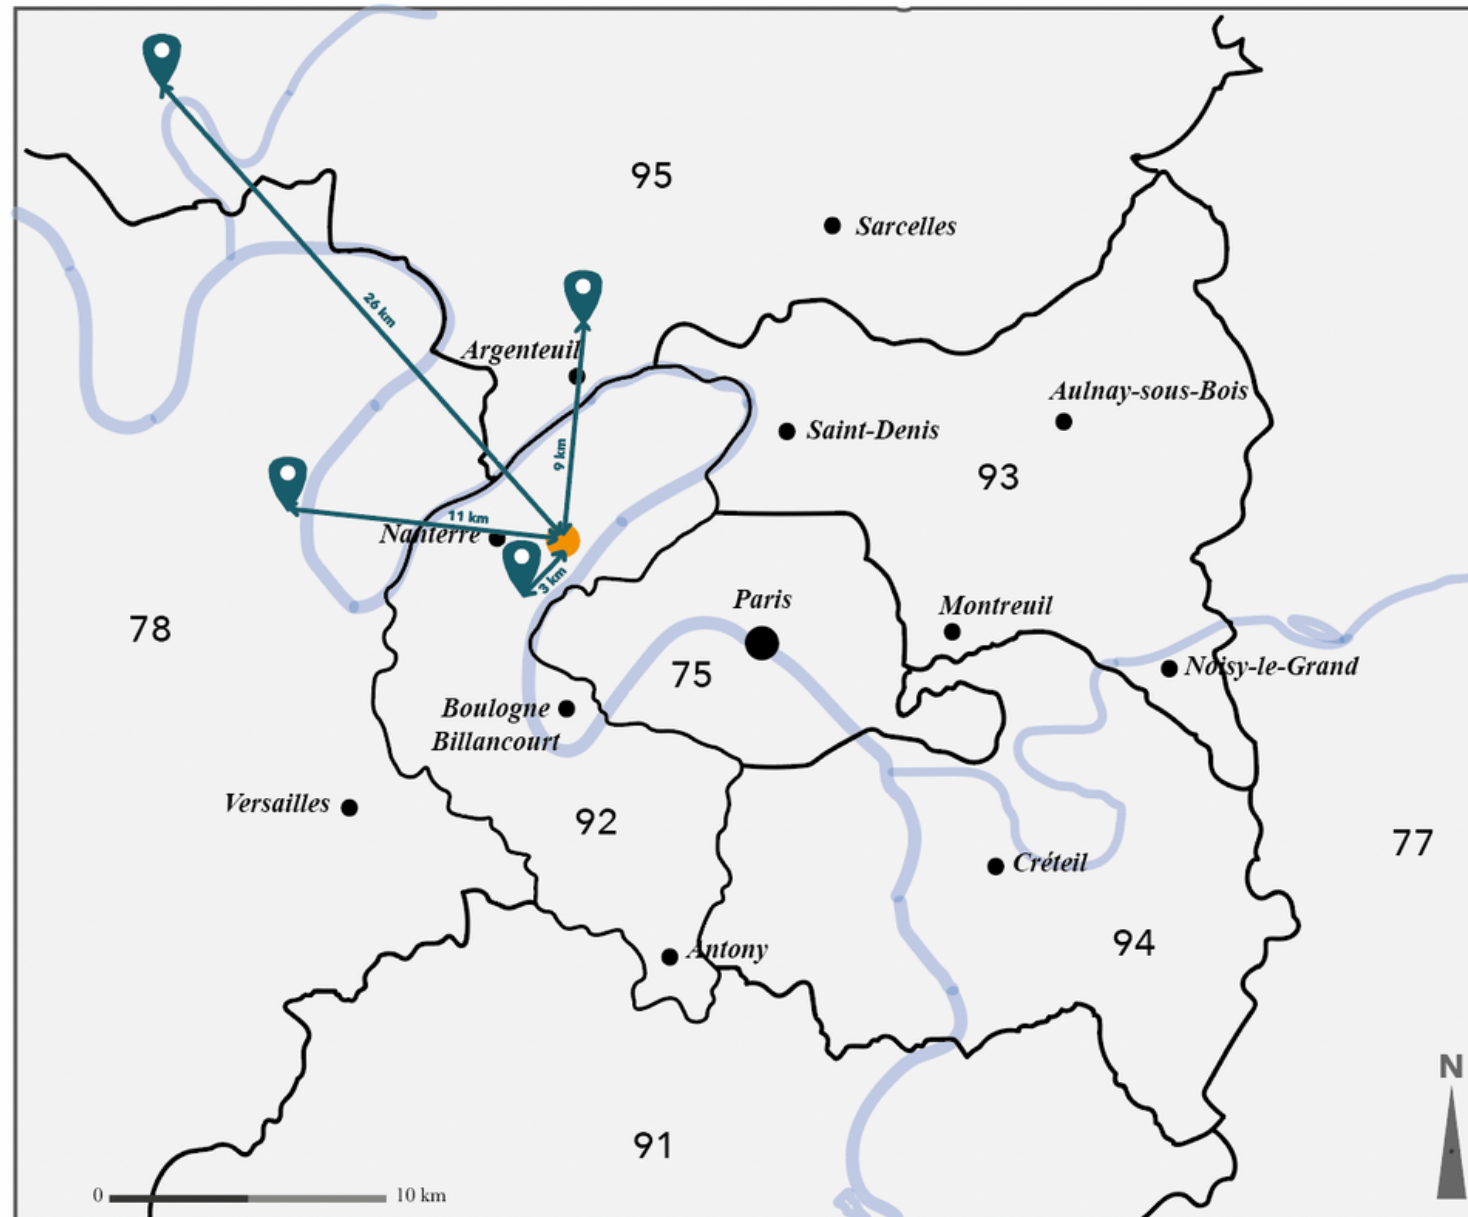 95
Sarcelles
26 km
Argenteuil
Aulnay-sous-Bois
Saint-Denis
9 km
93
11 km
Nanterre
3 km
Paris
Montreuil
78
75
Noisy-le-Grand
Boulogne
Billancourt
Versailles
92
77
Créteil
Antony
94
N
91
0
10 km